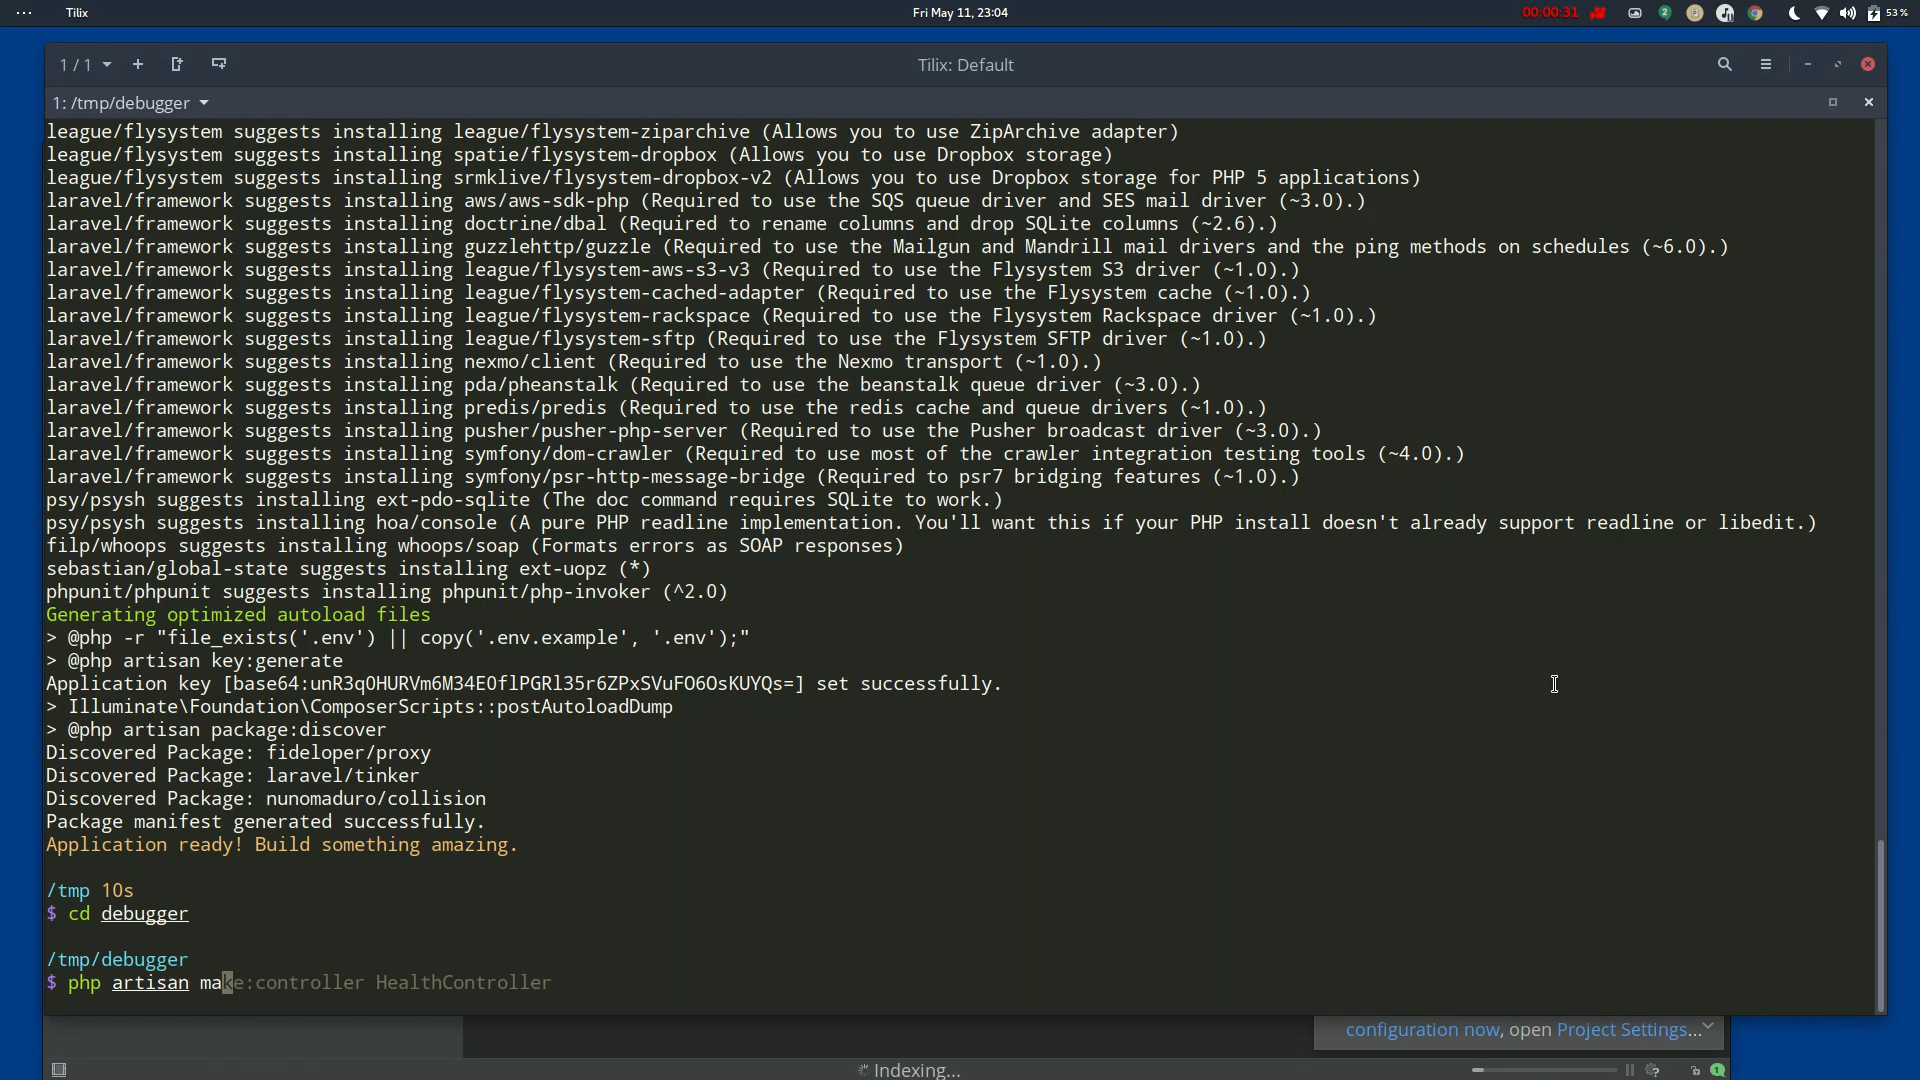 Tilix
Fri May 11, 23:04
00:00:31
2
53 %
1 / 1
Tilix: Default
1: /tmp/debugger
league/flysystem suggests installing league/flysystem-ziparchive (Allows you to use ZipArchive adapter)
league/flysystem suggests installing spatie/flysystem-dropbox (Allows you to use Dropbox storage)
league/flysystem suggests installing srmklive/flysystem-dropbox-v2 (Allows you to use Dropbox storage for PHP 5 applications)
laravel/framework suggests installing aws/aws-sdk-php (Required to use the SQS queue driver and SES mail driver (~3.0).)
laravel/framework suggests installing doctrine/dbal (Required to rename columns and drop SQLite columns (~2.6).)
laravel/framework suggests installing guzzlehttp/guzzle (Required to use the Mailgun and Mandrill mail drivers and the ping methods on schedules (~6.0).)
laravel/framework suggests installing league/flysystem-aws-s3-v3 (Required to use the Flysystem S3 driver (~1.0).)
laravel/framework suggests installing league/flysystem-cached-adapter (Required to use the Flysystem cache (~1.0).)
laravel/framework suggests installing league/flysystem-rackspace (Required to use the Flysystem Rackspace driver (~1.0).)
laravel/framework suggests installing league/flysystem-sftp (Required to use the Flysystem SFTP driver (~1.0).)
laravel/framework suggests installing nexmo/client (Required to use the Nexmo transport (~1.0).)
laravel/framework suggests installing pda/pheanstalk (Required to use the beanstalk queue driver (~3.0).)
laravel/framework suggests installing predis/predis (Required to use the redis cache and queue drivers (~1.0).)
laravel/framework suggests installing pusher/pusher-php-server (Required to use the Pusher broadcast driver (~3.0).)
laravel/framework suggests installing symfony/dom-crawler (Required to use most of the crawler integration testing tools (~4.0).)
laravel/framework suggests installing symfony/psr-http-message-bridge (Required to psr7 bridging features (~1.0).)
psy/psysh suggests installing ext-pdo-sqlite (The doc command requires SQLite to work.)
psy/psysh suggests installing hoa/console (A pure PHP readline implementation. You'll want this if your PHP install doesn't already support readline or libedit.)
filp/whoops suggests installing whoops/soap (Formats errors as SOAP responses)
sebastian/global-state suggests installing ext-uopz (*)
phpunit/phpunit suggests installing phpunit/php-invoker (^2.0)
Generating optimized autoload files
> @php -r "file_exists('.env') || copy('.env.example', '.env');"
> @php artisan key:generate
Application key [base64:unR3q0HURVm6M34E0flPGRl35r6ZPxSVuFO6OsKUYQs=] set successfully.
> Illuminate\Foundation\ComposerScripts::postAutoloadDump
> @php artisan package:discover
Discovered Package: fideloper/proxy
Discovered Package: laravel/tinker
Discovered Package: nunomaduro/collision
Package manifest generated successfully.
Application ready! Build something amazing.
/tmp 10s
$ cd debugger
/tmp/debugger
$ php artisan make:controller HealthController
configuration now, open Project Settings...
Indexing...
1